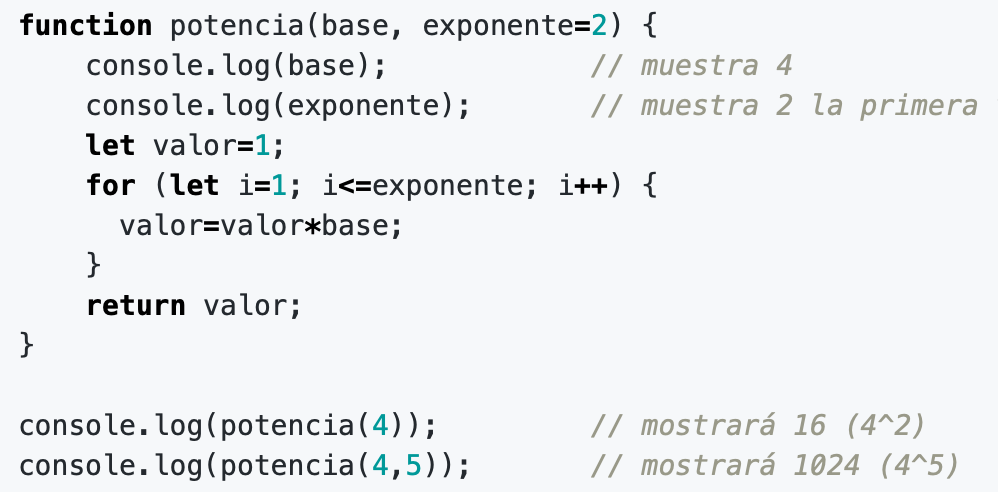 function potencia(base, exponente=2) {
    console.log(base);            // muestra 4
    console.log(exponente);       // muestra 2 la primera
    let valor=1;
    for (let i=1; i<=exponente; i++) {
      valor=valor*base;
    }
    return valor;
}

console.log(potencia(4));         // mostrará 16 (4^2)
console.log(potencia(4,5));       // mostrará 1024 (4^5)